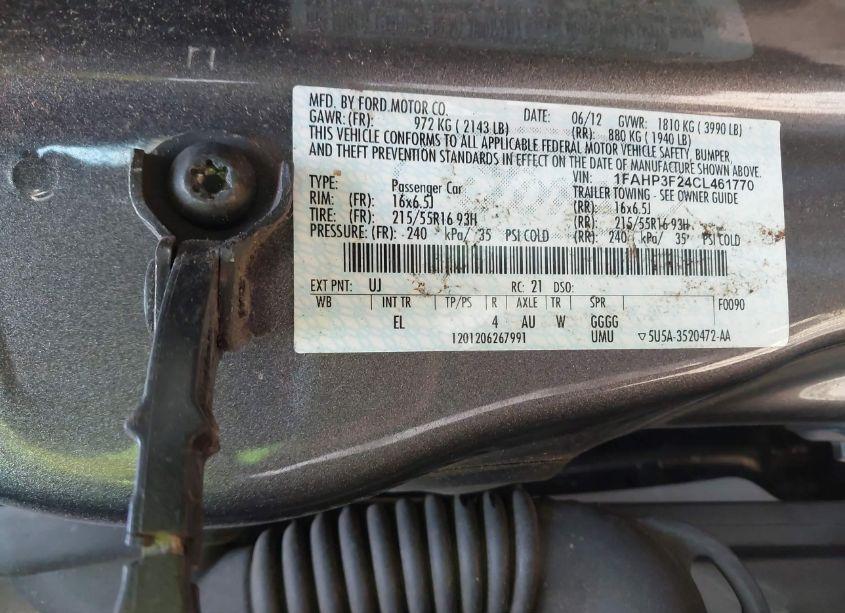 MFD. BY FORD MOTOR CO. DATE: 06/12 GVWR: 1810 KG ( 3990 LB)
GAWR: (FR): 972 KG ( 2143 LB) (RR): 880 KG ( 1940 LB)
THIS VEHICLE CONFORMS TO ALL APPLICABLE FEDERAL MOTOR VEHICLE SAFETY, BUMPER,
AND THEFT PREVENTION STANDARDS IN EFFECT ON THE DATE OF MANUFACTURE SHOWN ABOVE.
VIN: 1FAHP3F24CL461770
TYPE: Passenger Car TRAILER TOWING - SEE OWNER GUIDE
RIM: (FR): 16x6.5J (RR): 16x6.5J
TIRE: (FR): 215/55R16 93H (RR): 215/55R16 93H
PRESSURE: (FR): 240 kPa/ 35 PSI COLD (RR): 240 kPa/ 35 PSI COLD
EXT PNT: UJ RC: 21 DSO:
WB INT TR TP/PS R AXLE TR SPR F0090
EL 4 AU W GGGG
1201206267991 UMU ▽5U5A-3520472-AA